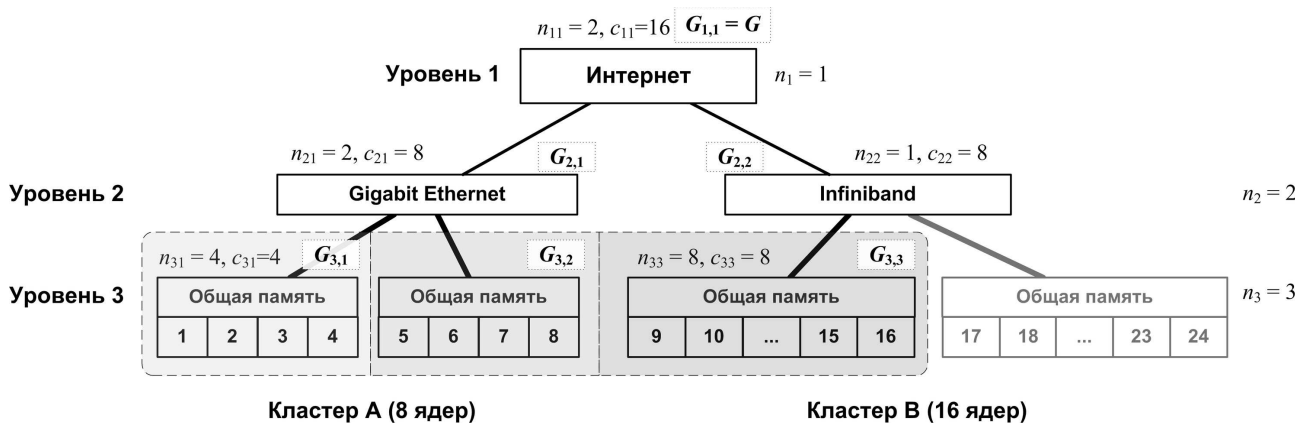 n₁₁ = 2, c₁₁=16 G₁,₁ = G
Уровень 1 Интернет n₁ = 1
n₂₁ = 2, c₂₁ = 8 G₂,₁ G₂,₂ n₂₂ = 1, c₂₂ = 8
Уровень 2 Gigabit Ethernet Infiniband n₂ = 2
n₃₁ = 4, c₃₁=4 G₃,₁ G₃,₂ n₃₃ = 8, c₃₃ = 8 G₃,₃
Уровень 3 Общая память Общая память Общая память Общая память n₃ = 3
1 2 3 4 5 6 7 8 9 10 ... 15 16 17 18 ... 23 24
Кластер A (8 ядер) Кластер B (16 ядер)